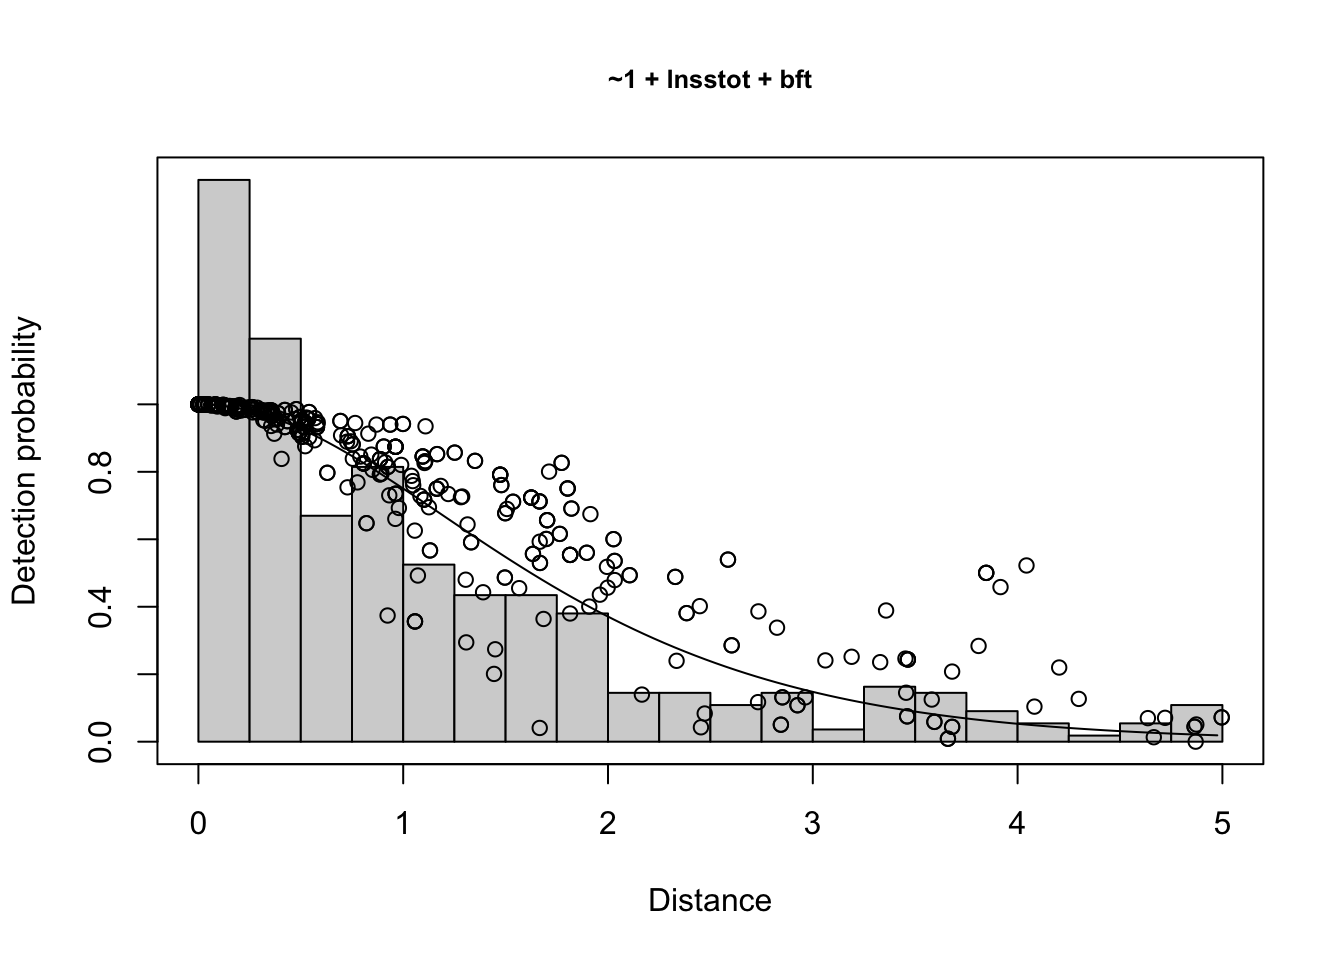 ~1 + lnsstot + bft
Detection probability
0.8
0.4
0.0
0 1 2 3 4 5
Distance